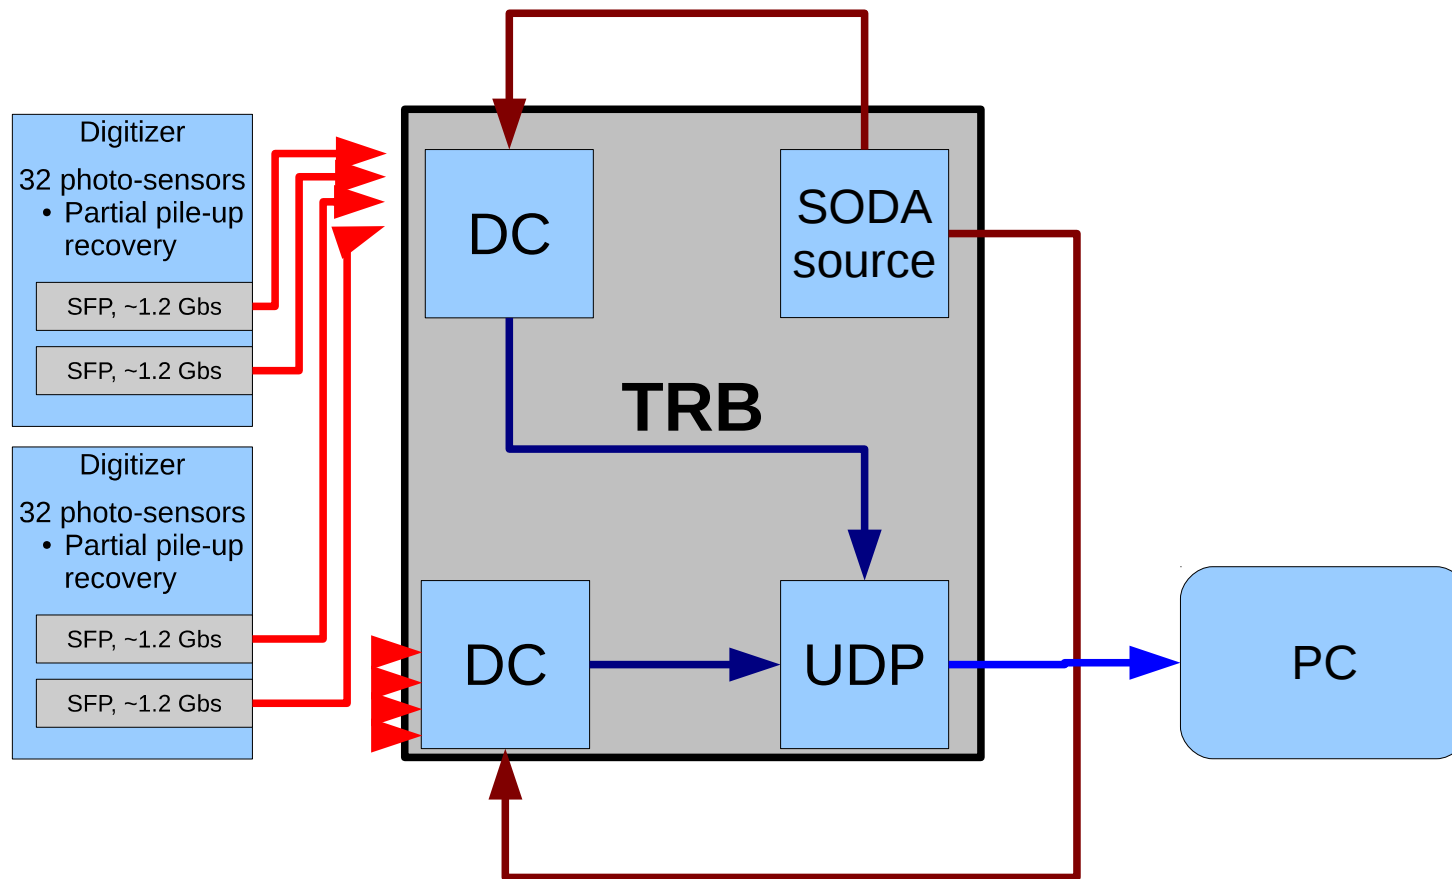 Digitizer
32 photo-sensors
• Partial pile-up
recovery
SFP, ~1.2 Gbs
SFP, ~1.2 Gbs
Digitizer
32 photo-sensors
• Partial pile-up
recovery
SFP, ~1.2 Gbs
SFP, ~1.2 Gbs
DC
SODA
source
TRB
DC
UDP
PC